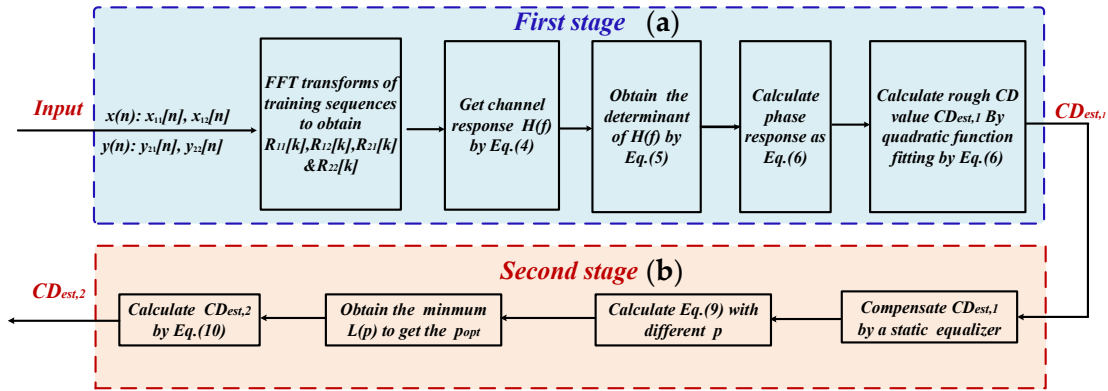 First stage (a)
Input
x(n): x11[n], x12[n]
y(n): y21[n], y22[n]
FFT transforms of
training sequences
to obtain
R11[k],R12[k],R21[k]
&R22[k]
Get channel
response H(f)
by Eq.(4)
Obtain the
determinant
of H(f) by
Eq.(5)
Calculate
phase
response as
Eq.(6)
Calculate rough CD
value CDest,1 By
quadratic function
fitting by Eq.(6)
CDest,1
Second stage (b)
Compensate CDest,1
by a static equalizer
Calculate Eq.(9) with
different p
Obtain the minmum
L(p) to get the popt
Calculate CDest,2
by Eq.(10)
CDest,2